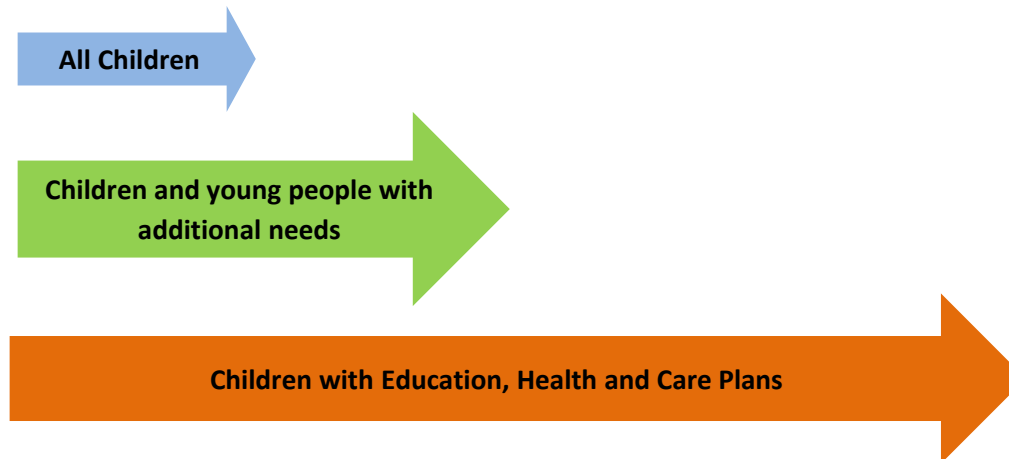 All Children
Children and young people with
additional needs
Children with Education, Health and Care Plans